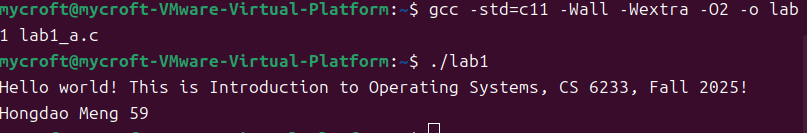 mycroft@mycroft-VMware-Virtual-Platform:~$ gcc -std=c11 -Wall -Wextra -O2 -o lab
1 lab1_a.c
mycroft@mycroft-VMware-Virtual-Platform:~$ ./lab1
Hello world! This is Introduction to Operating Systems, CS 6233, Fall 2025!
Hongdao Meng 59
mycroft@mycroft-VMware-Virtual-Platform:~$